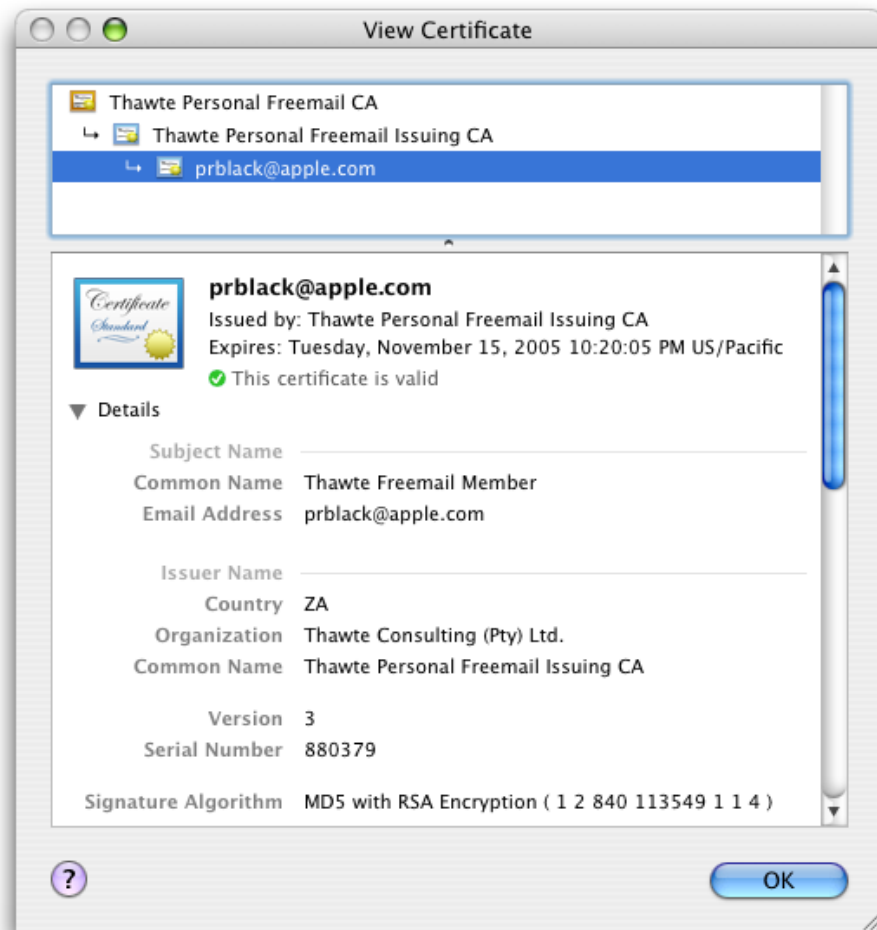 View Certificate
Thawte Personal Freemail CA
Thawte Personal Freemail Issuing CA
prblack@apple.com
Certificate
Standard
prblack@apple.com
Issued by: Thawte Personal Freemail Issuing CA
Expires: Tuesday, November 15, 2005 10:20:05 PM US/Pacific
This certificate is valid
Details
Subject Name
Common Name Thawte Freemail Member
Email Address prblack@apple.com
Issuer Name
Country ZA
Organization Thawte Consulting (Pty) Ltd.
Common Name Thawte Personal Freemail Issuing CA
Version 3
Serial Number 880379
Signature Algorithm MD5 with RSA Encryption ( 1 2 840 113549 1 1 4 )
?
OK